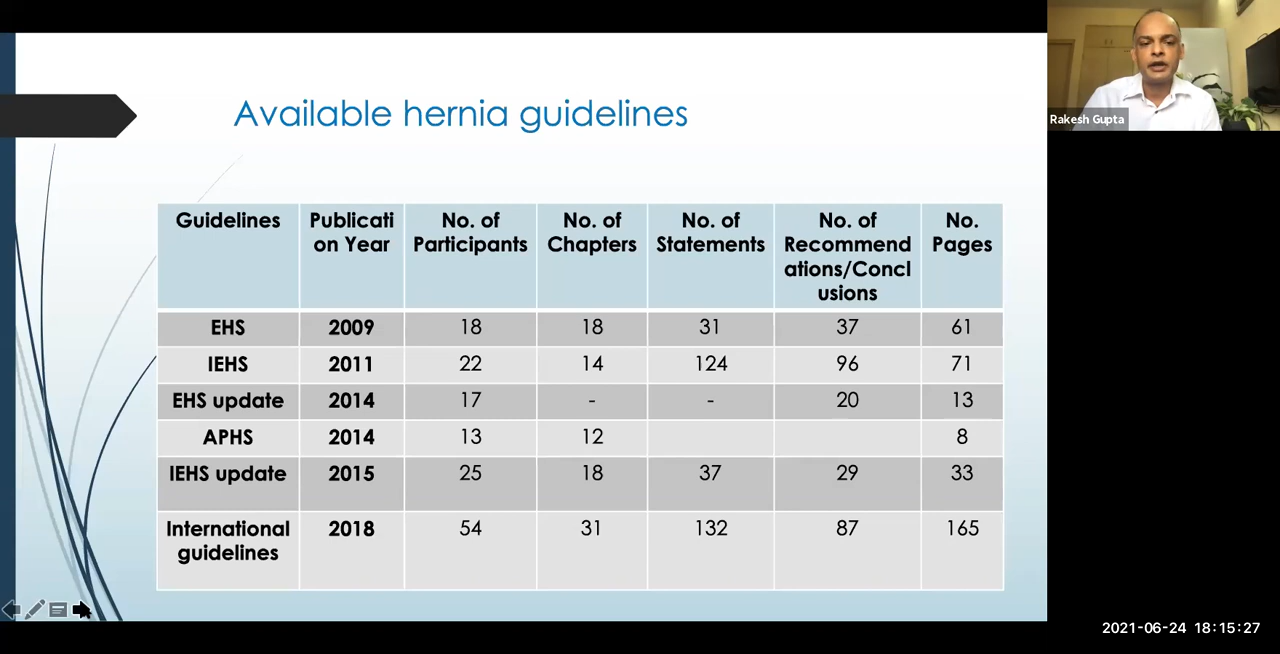 Available hernia guidelines
Rakesh Gupta
Guidelines
Publicati
on Year
No. of
Participants
No. of
Chapters
No. of
Statements
No. of
Recommend
ations/Concl
usions
No.
Pages
EHS 2009 18 18 31 37 61
IEHS 2011 22 14 124 96 71
EHS update 2014 17 - - 20 13
APHS 2014 13 12 8
IEHS update 2015 25 18 37 29 33
International
guidelines
2018 54 31 132 87 165
2021-06-24 18:15:27